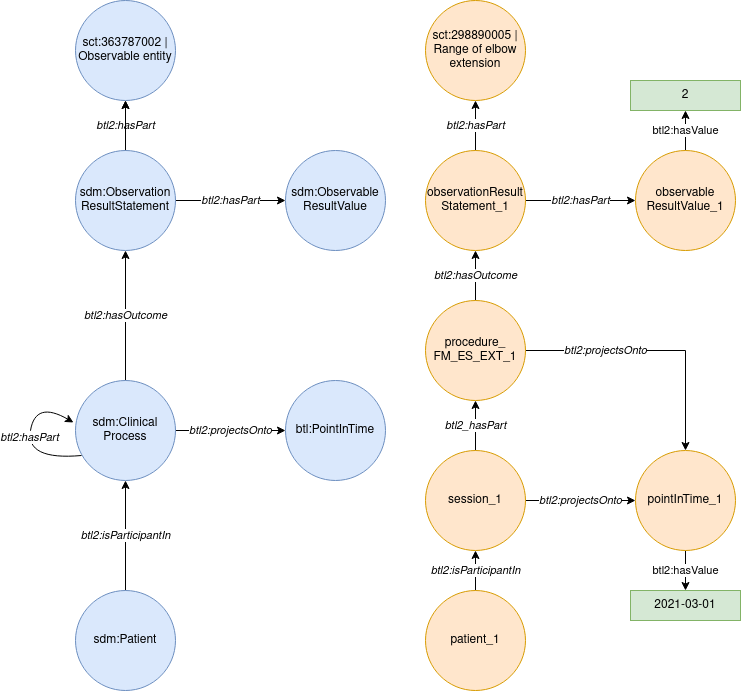 sct:363787002 |
Observable entity
btl2:hasPart
sdm:Observation
ResultStatement
btl2:hasPart
sdm:Observable
ResultValue
btl2:hasOutcome
sdm:Clinical
Process
btl2:hasPart
btl2:projectsOnto
btl:PointInTime
btl2:isParticipantIn
sdm:Patient
sct:298890005 |
Range of elbow
extension
btl2:hasPart
observationResult
Statement_1
btl2:hasPart
observable
ResultValue_1
btl2:hasValue
2
btl2:hasOutcome
procedure_
FM_ES_EXT_1
btl2:projectsOnto
btl2_hasPart
session_1
btl2:projectsOnto
pointInTime_1
btl2:hasValue
2021-03-01
btl2:isParticipantIn
patient_1